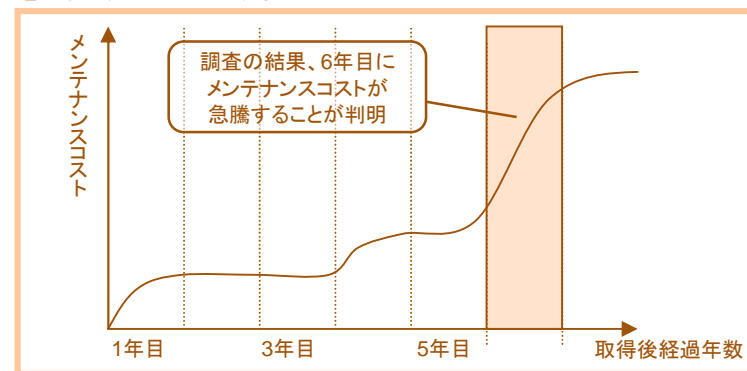 メンテナンスコスト
調査の結果、6年目に
メンテナンスコストが
急騰することが判明
1年目
3年目
5年目
取得後経過年数